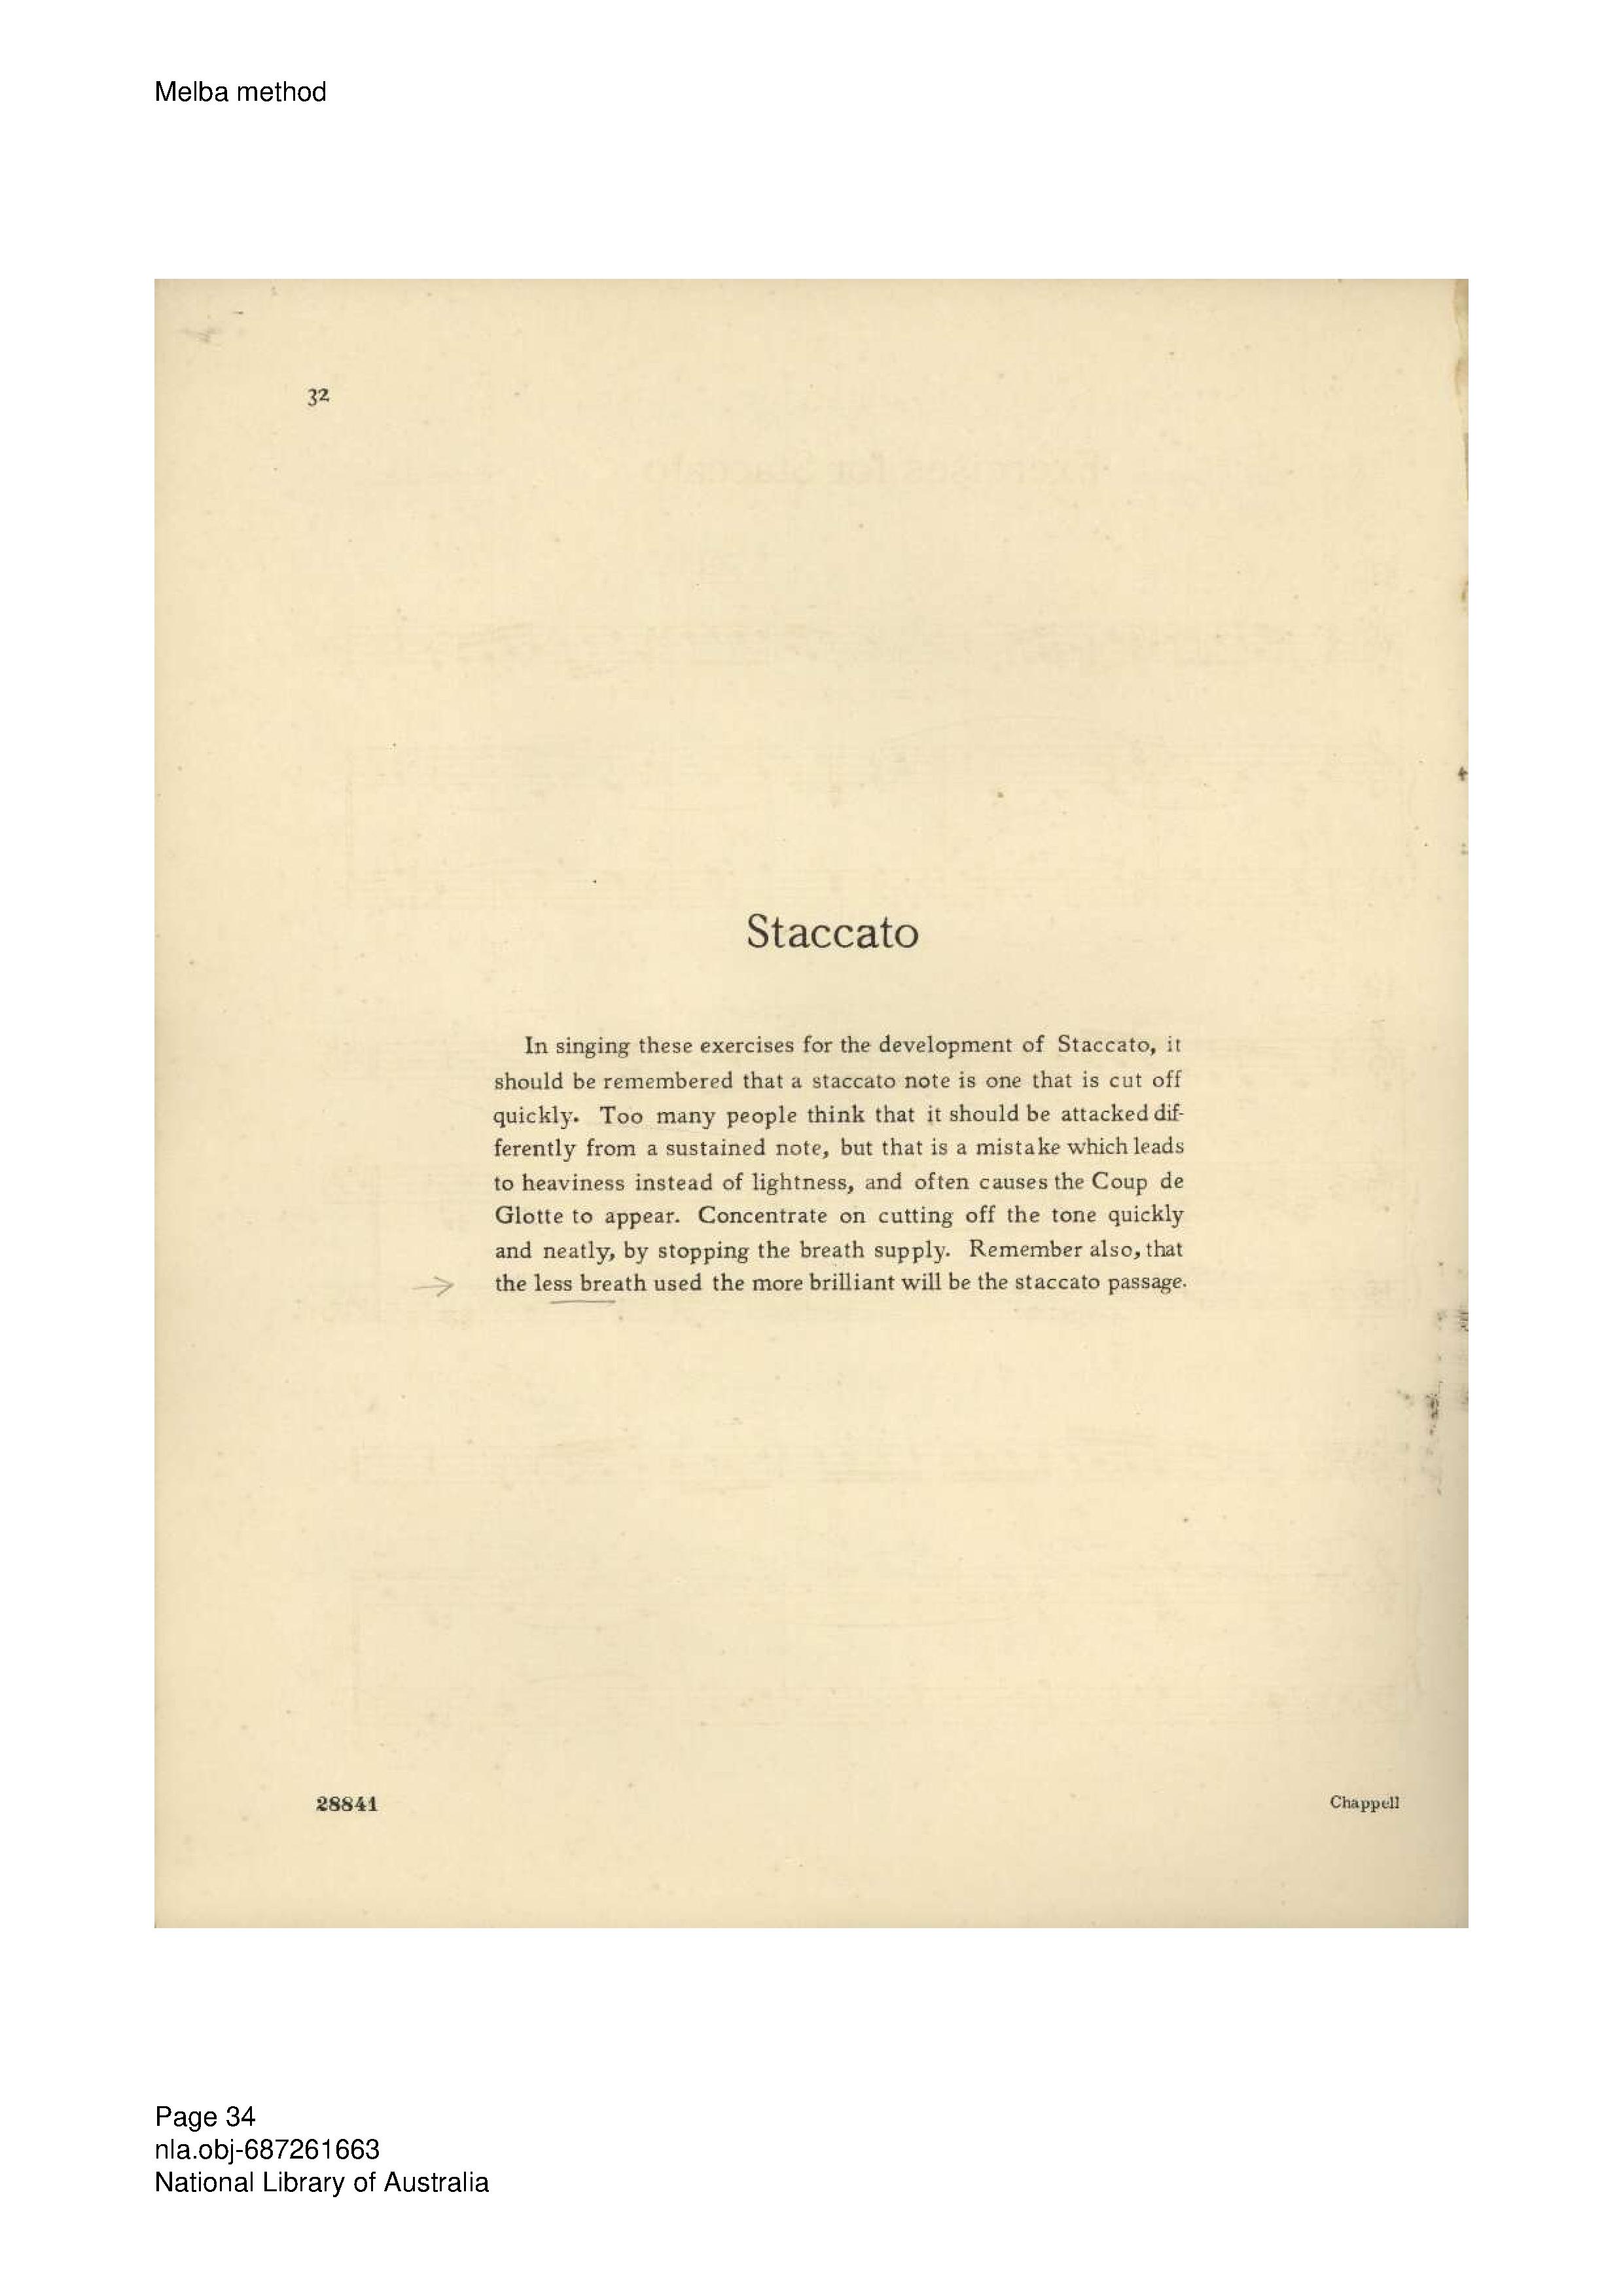 Melba method
32
Staccato
In singing these exercises for the development of Staccato, it
should be remembered that a staccato note is one that is cut off
quickly. Too many people think that it should be attacked dif-
ferently from a sustained note, but that is a mistake which leads
to heaviness instead of lightness, and often causes the Coup de
Glotte to appear. Concentrate on cutting off the tone quickly
and neatly, by stopping the breath supply. Remember also, that
the less breath used the more brilliant will be the staccato passage.
28841
Chappell
Page 34
nla.obj-687261663
National Library of Australia